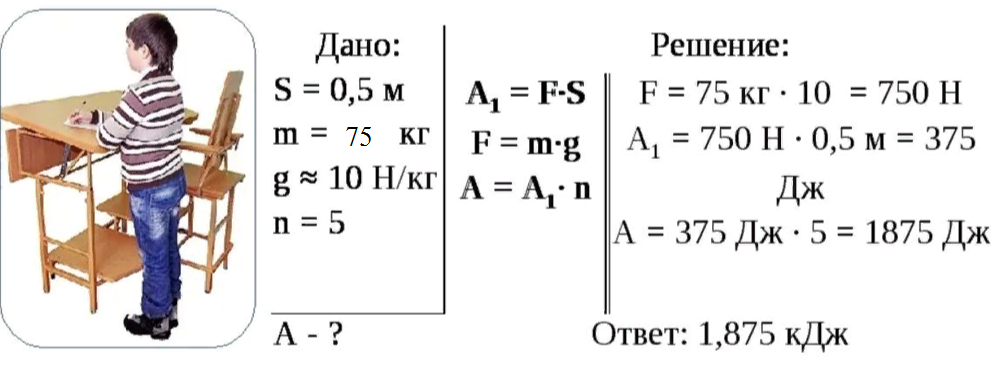 Дано:
S = 0,5 м
m = 75 кг
g ≈ 10 Н/кг
n = 5
A - ?
A₁ = F·S
F = m·g
A = A₁· n
Решение:
F = 75 кг · 10 = 750 Н
A₁ = 750 Н · 0,5 м = 375
Дж
A = 375 Дж · 5 = 1875 Дж
Ответ: 1,875 кДж